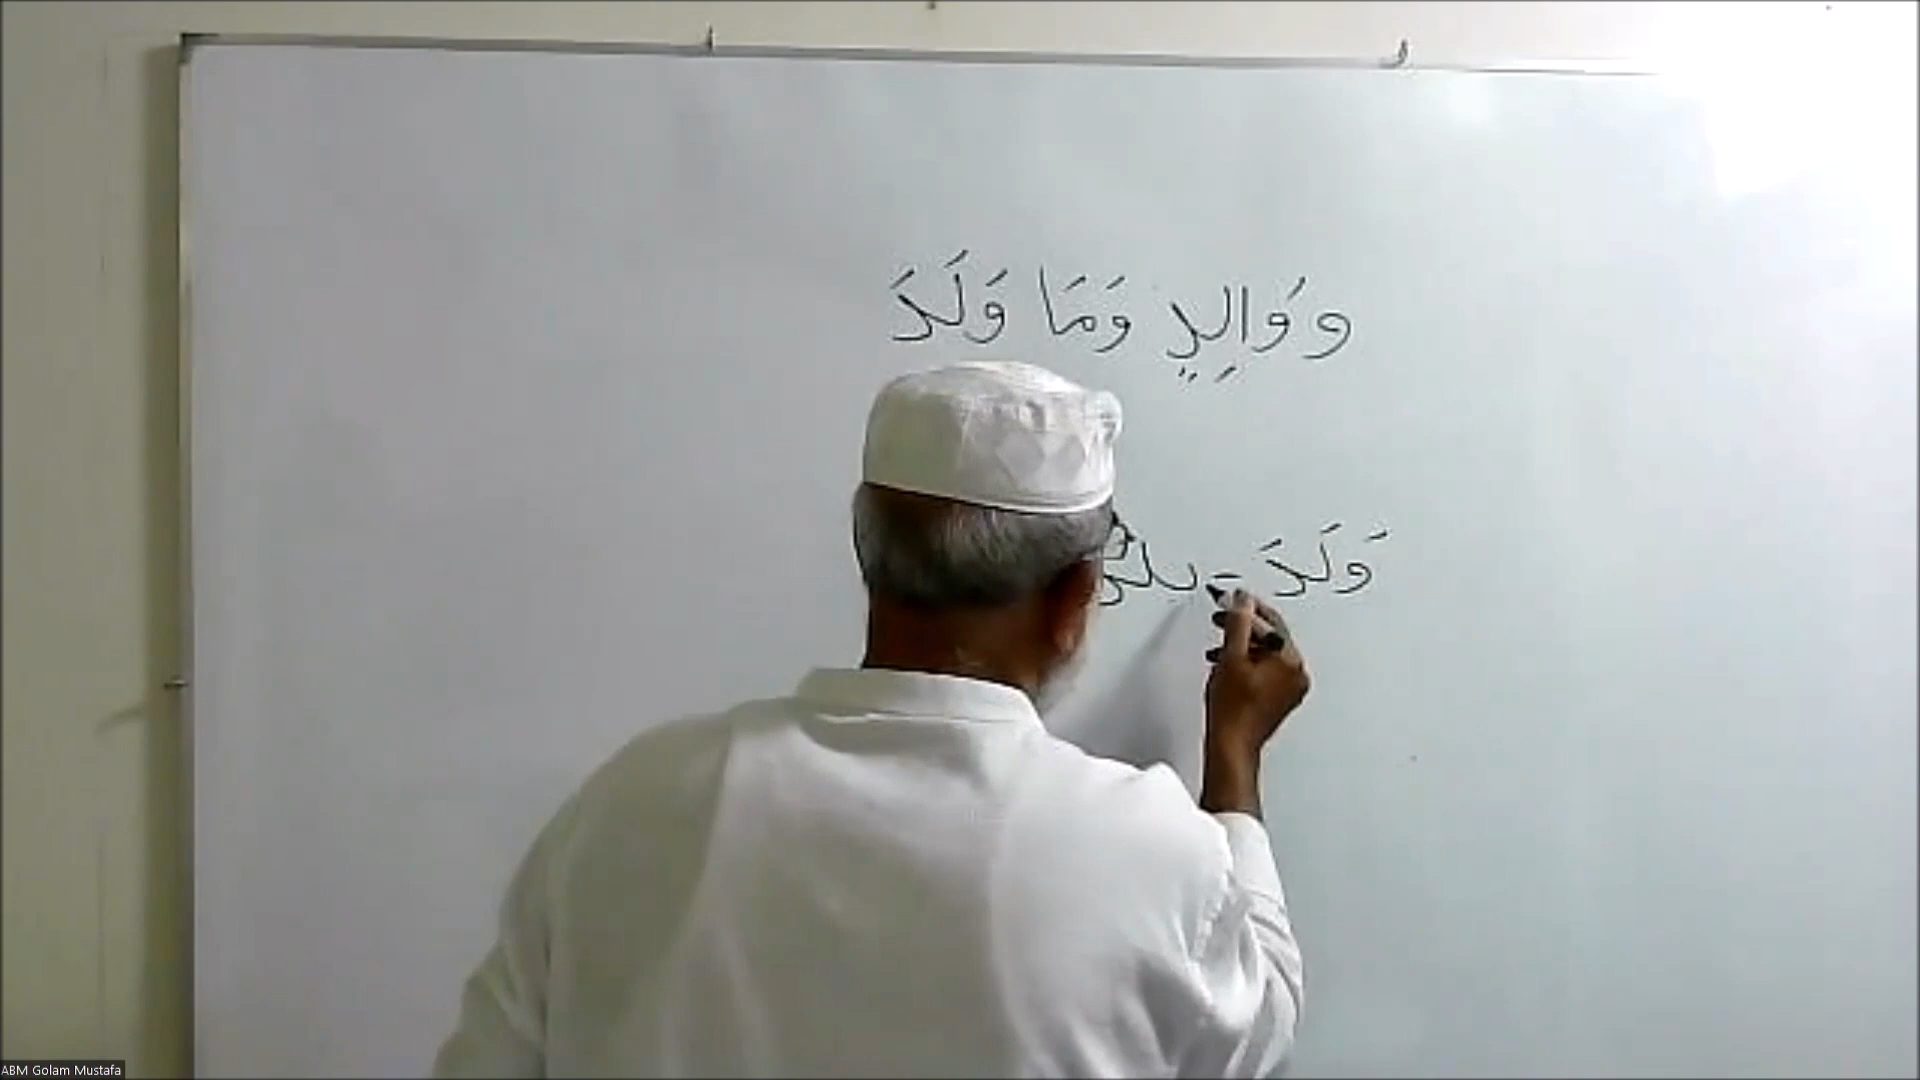 وَوَالِدٍ وَمَا وَلَدَ
وَلَدَ -
ABM Golam Mustafa